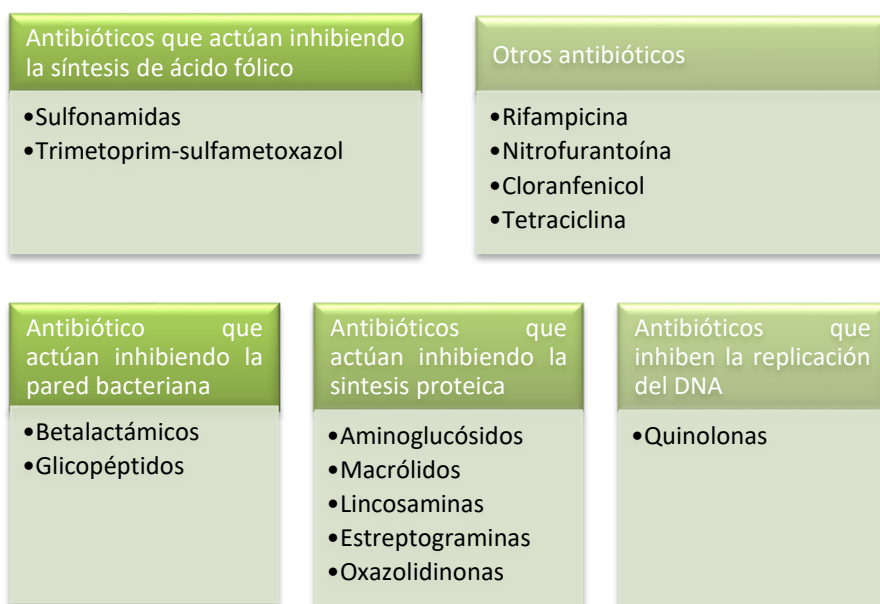 Antibióticos que actúan inhibiendo
la síntesis de ácido fólico
•Sulfonamidas
•Trimetoprim-sulfametoxazol
Otros antibióticos
•Rifampicina
•Nitrofurantoína
•Cloranfenicol
•Tetraciclina
Antibiótico que
actúan inhibiendo la
pared bacteriana
•Betalactámicos
•Glicopéptidos
Antibióticos que
actúan inhibiendo la
sintesis proteica
•Aminoglucósidos
•Macrólidos
•Lincosaminas
•Estreptograminas
•Oxazolidinonas
Antibióticos que
inhiben la replicación
del DNA
•Quinolonas